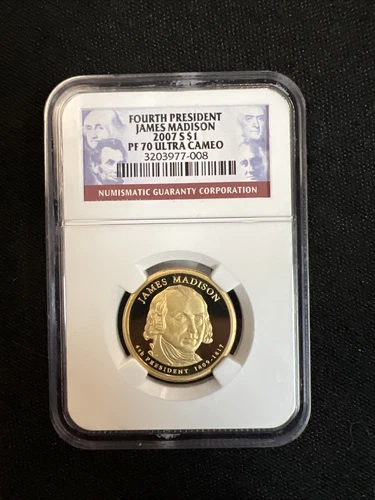 FOURTH PRESIDENT
JAMES MADISON
2007 S $1
PF 70 ULTRA CAMEO
3203977-008
NUMISMATIC GUARANTY CORPORATION
JAMES MADISON
4th PRESIDENT 1809-1817